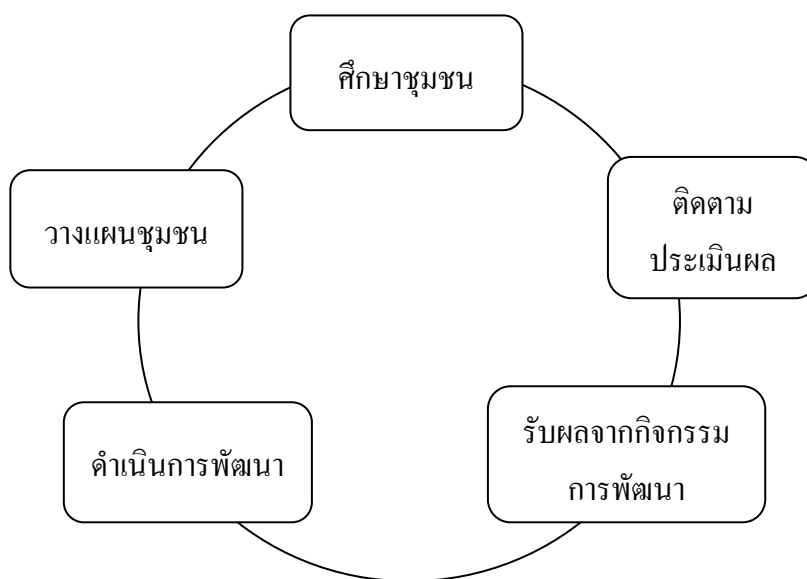 ศึกษาชุมชน
วางแผนชุมชน
ติดตาม
ประเมินผล
ดำเนินการพัฒนา
รับผลจากกิจกรรม
การพัฒนา